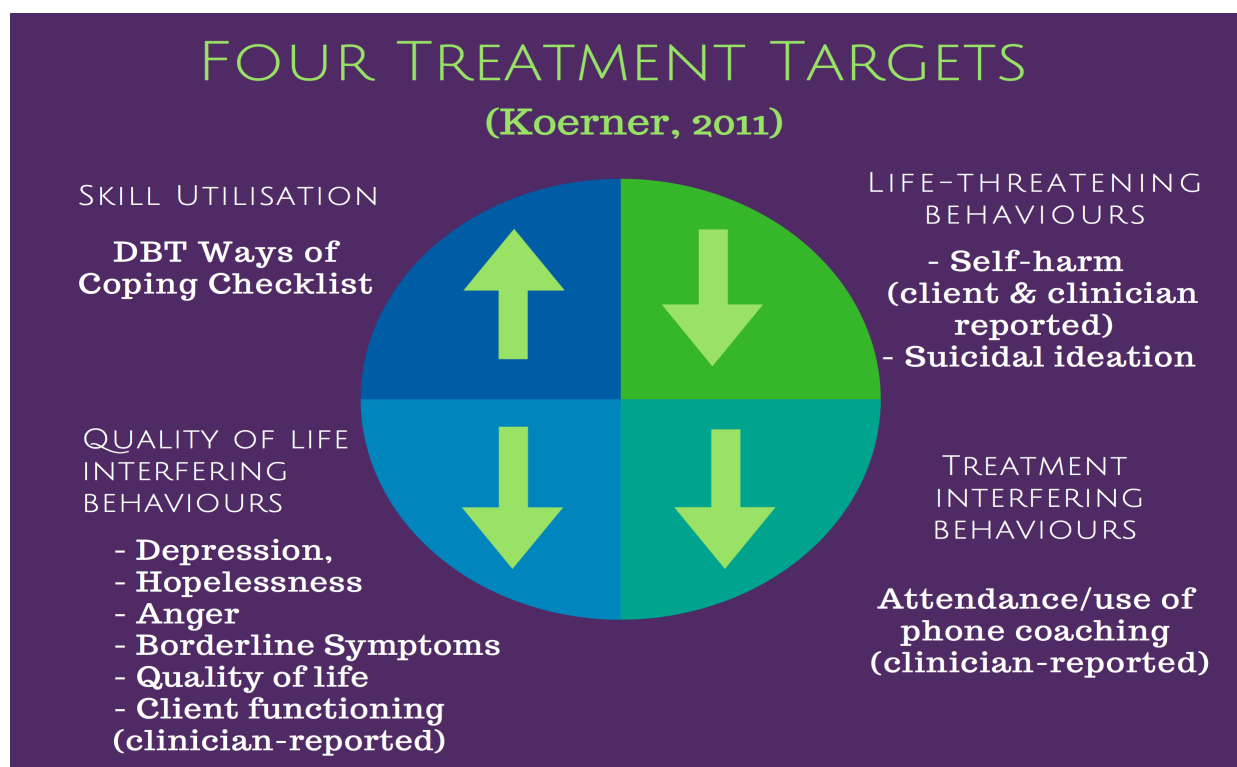 Four Treatment Targets
(Koerner, 2011)
Skill Utilisation
DBT Ways of
Coping Checklist
Life-threatening
behaviours
- Self-harm
(client & clinician
reported)
- Suicidal ideation
Quality of life
interfering
behaviours
- Depression,
- Hopelessness
- Anger
- Borderline Symptoms
- Quality of life
- Client functioning
(clinician-reported)
Treatment
interfering
behaviours
Attendance/use of
phone coaching
(clinician-reported)